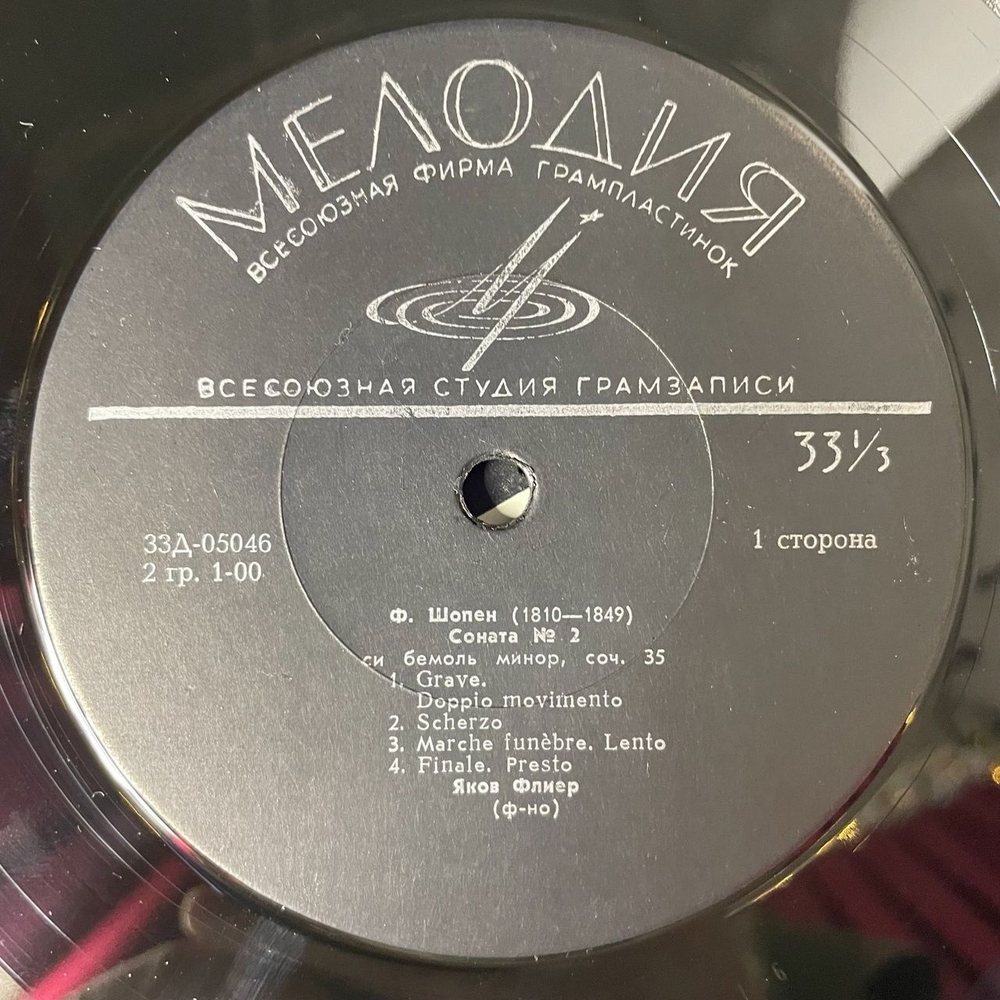 МЕЛОДИЯ
ВСЕСОЮЗНАЯ ФИРМА ГРАМПЛАСТИНОК
ВСЕСОЮЗНАЯ СТУДИЯ ГРАМЗАПИСИ
33⅓
33Д-05046
2 гр. 1-00
1 сторона
Ф. Шопен (1810—1849)
Соната № 2
си бемоль минор, соч. 35
1. Grave.
Doppio movimento
2. Scherzo
3. Marche funèbre. Lento
4. Finale. Presto
Яков Флиер
(ф-но)